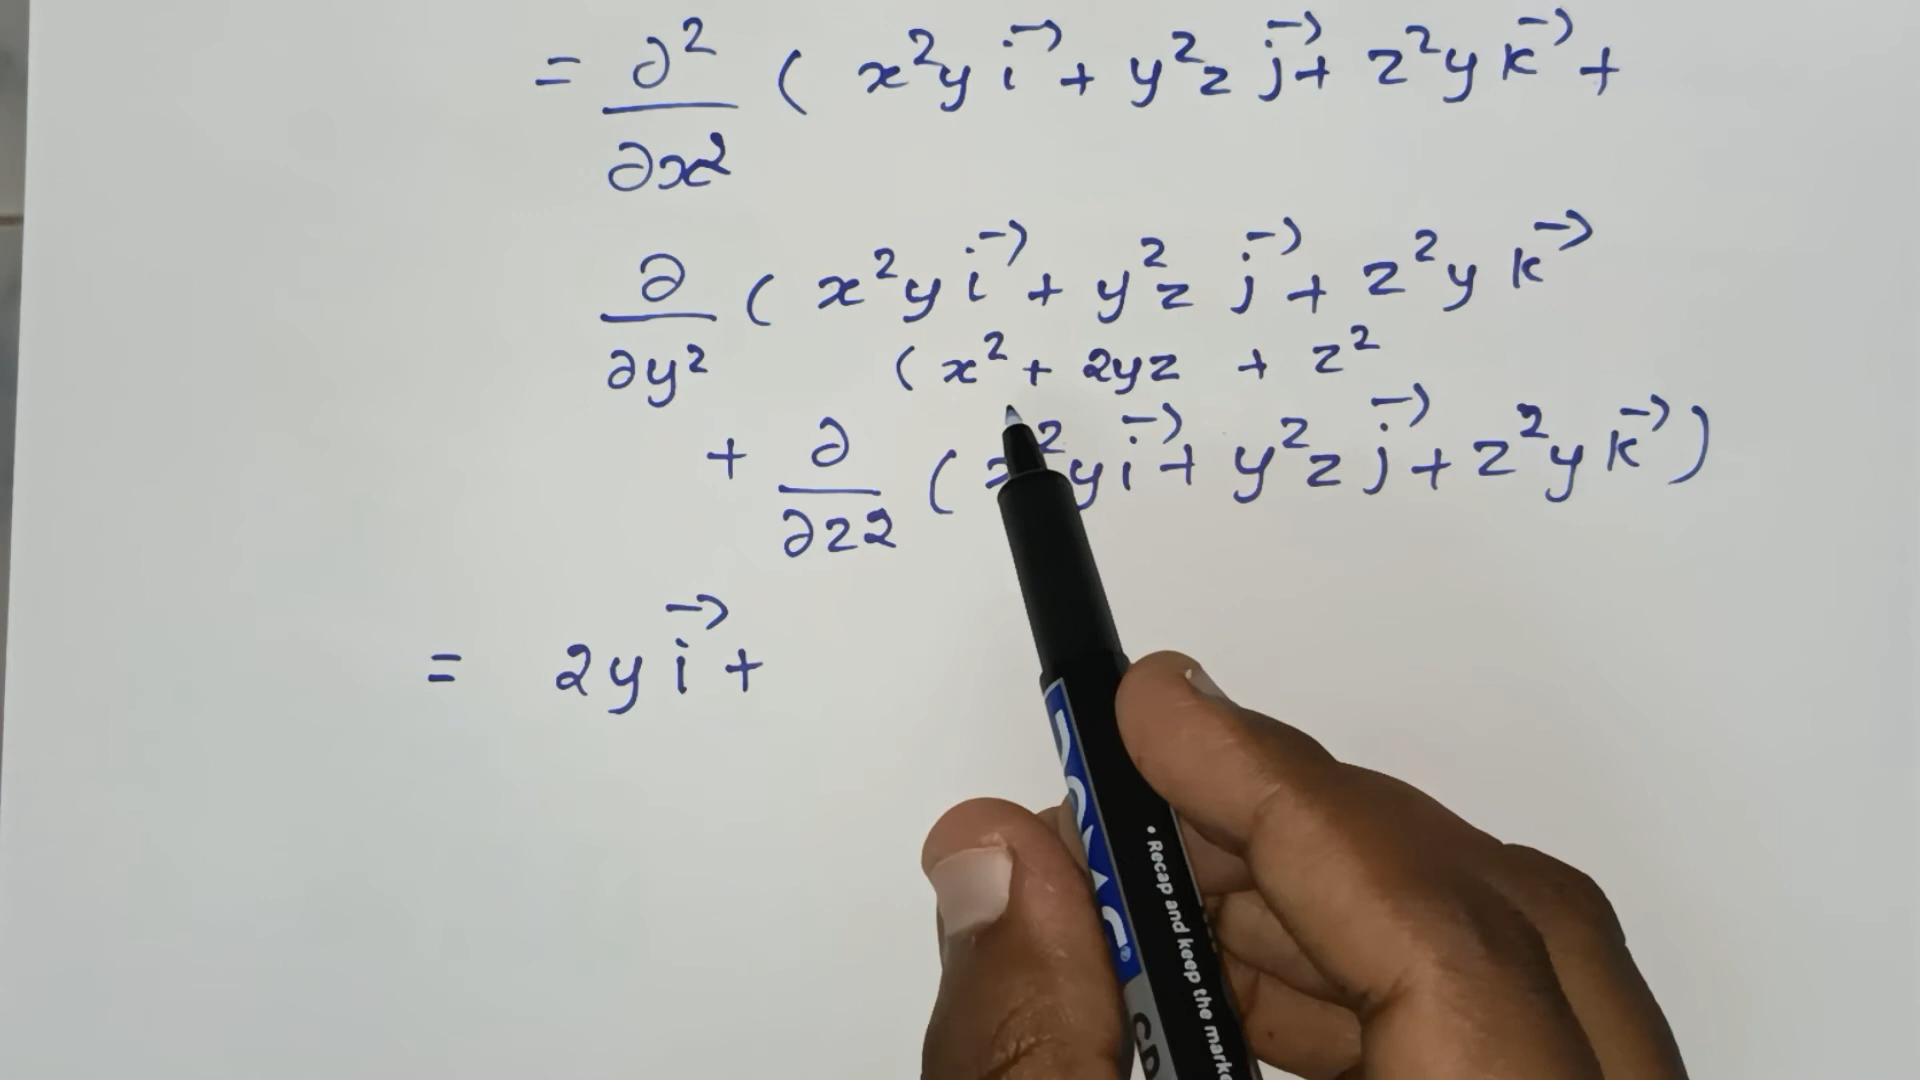 = ∂² ( x²y i⃗ + y²z j⃗ + z²y k⃗ +
∂x²
∂ ( x²y i⃗ + y²z j⃗ + z²y k⃗
∂y² ( x² + 2yz + z²
+ ∂ ( x²y i⃗ + y²z j⃗ + z²y k⃗ )
∂z2
= 2y i⃗ +
• Recap and keep the marke